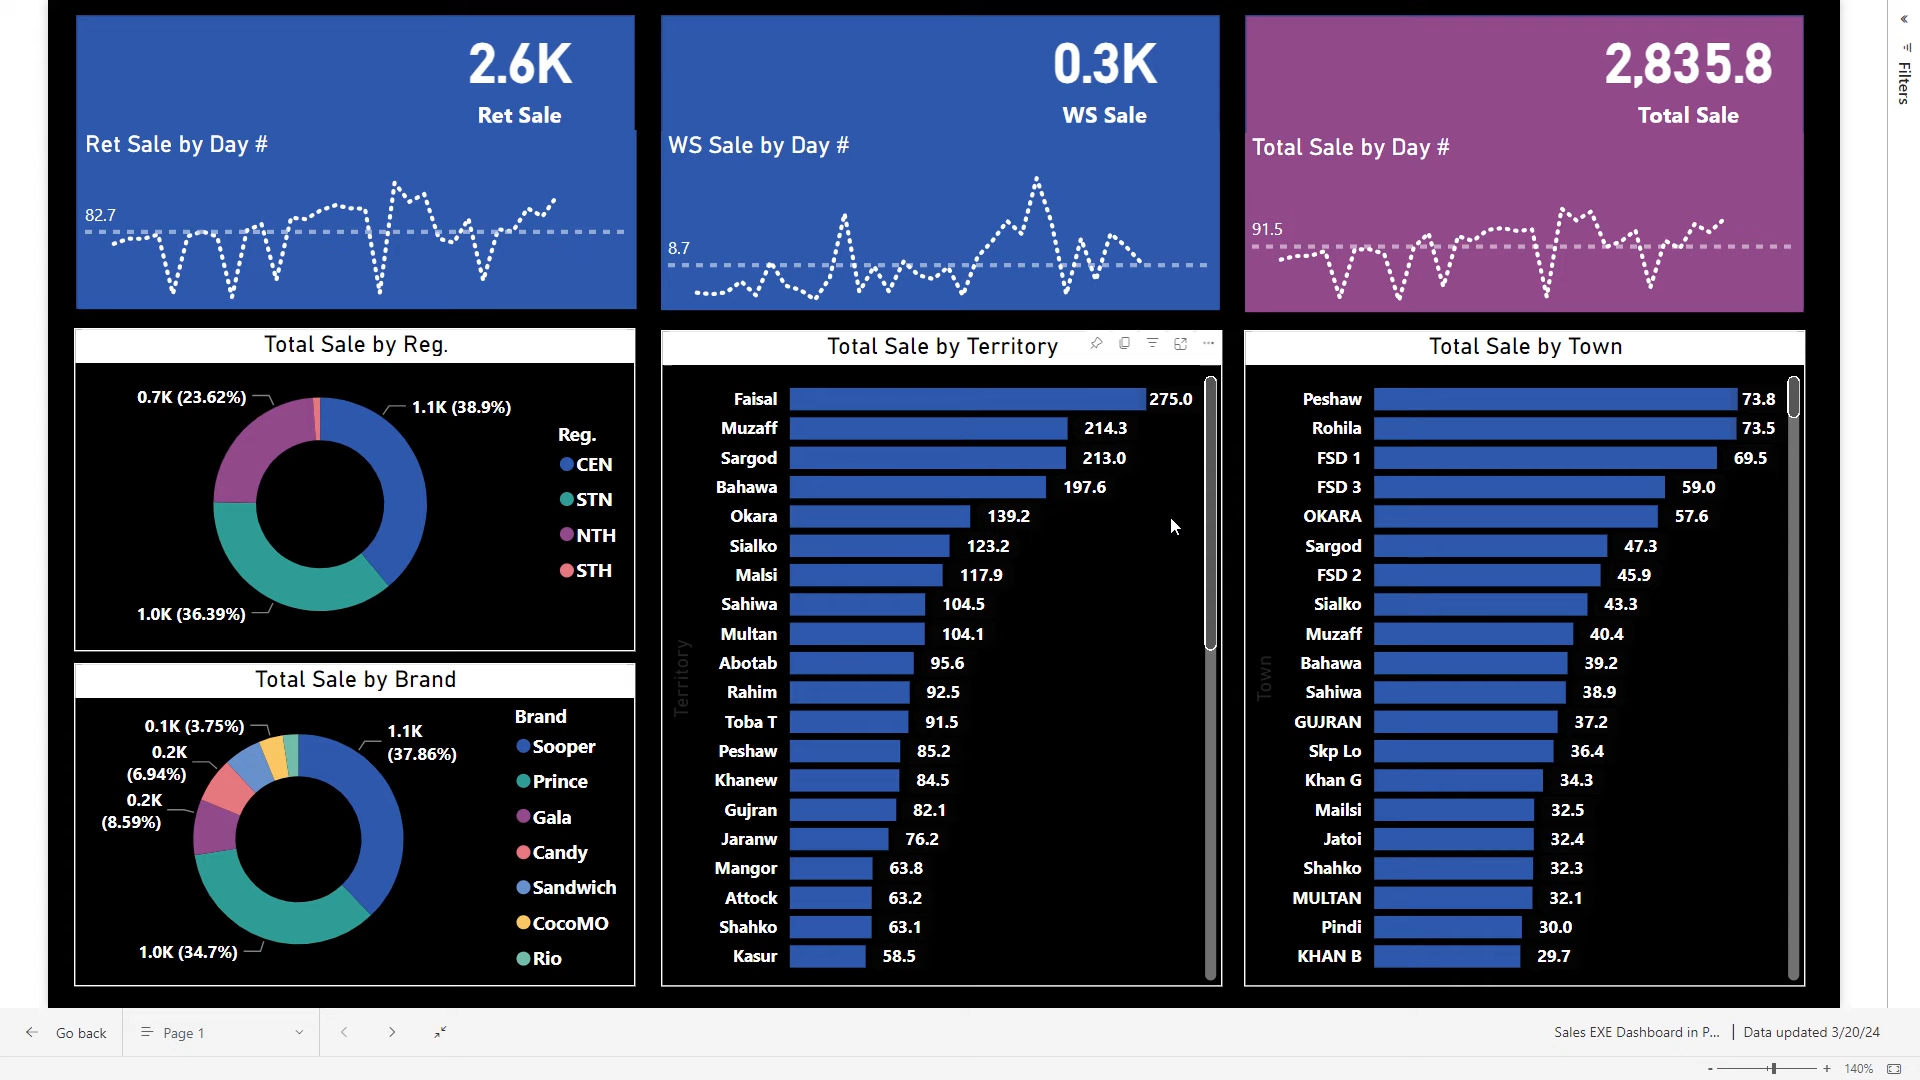 2.6K
Ret Sale
Ret Sale by Day #
82.7
0.3K
WS Sale
WS Sale by Day #
8.7
2,835.8
Total Sale
Total Sale by Day #
91.5
Filters
Total Sale by Reg.
0.7K (23.62%)
1.1K (38.9%)
1.0K (36.39%)
Reg.
CEN
STN
NTH
STH
Total Sale by Brand
0.1K (3.75%)
0.2K
(6.94%)
0.2K
(8.59%)
1.1K
(37.86%)
1.0K (34.7%)
Brand
Sooper
Prince
Gala
Candy
Sandwich
CocoMO
Rio
Total Sale by Territory
Territory
Faisal 275.0
Muzaff 214.3
Sargod 213.0
Bahawa 197.6
Okara 139.2
Sialko 123.2
Malsi 117.9
Sahiwa 104.5
Multan 104.1
Abotab 95.6
Rahim 92.5
Toba T 91.5
Peshaw 85.2
Khanew 84.5
Gujran 82.1
Jaranw 76.2
Mangor 63.8
Attock 63.2
Shahko 63.1
Kasur 58.5
Total Sale by Town
Town
Peshaw 73.8
Rohila 73.5
FSD 1 69.5
FSD 3 59.0
OKARA 57.6
Sargod 47.3
FSD 2 45.9
Sialko 43.3
Muzaff 40.4
Bahawa 39.2
Sahiwa 38.9
GUJRAN 37.2
Skp Lo 36.4
Khan G 34.3
Mailsi 32.5
Jatoi 32.4
Shahko 32.3
MULTAN 32.1
Pindi 30.0
KHAN B 29.7
Go back
Page 1
Sales EXE Dashboard in P... | Data updated 3/20/24
- + 140%